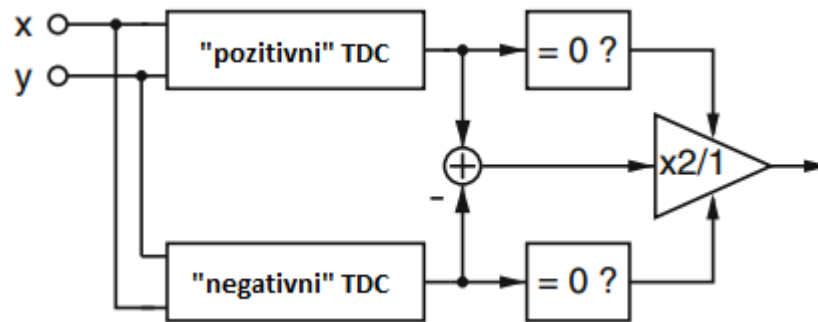 x
"pozitivni" TDC
= 0 ?
y
+
x2/1
-
"negativni" TDC
= 0 ?